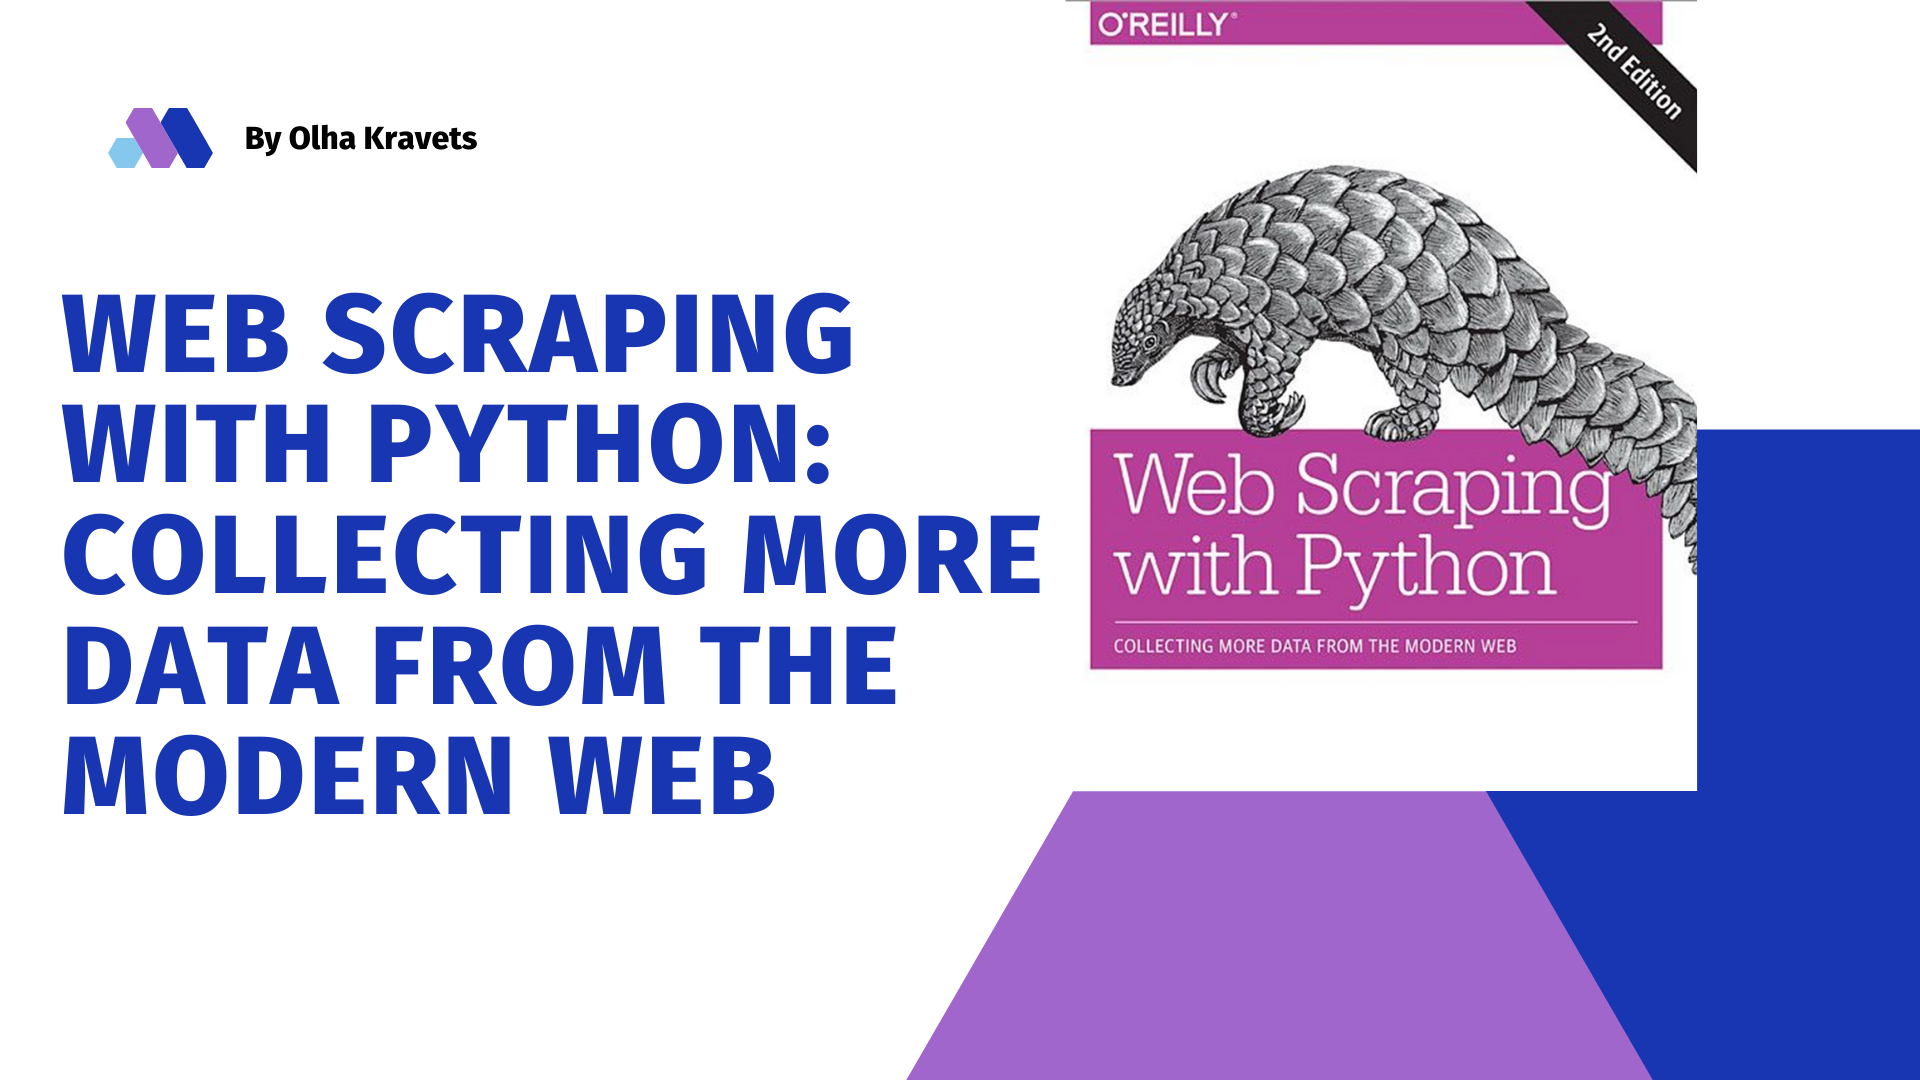 By Olha Kravets
WEB SCRAPING
WITH PYTHON:
COLLECTING MORE
DATA FROM THE
MODERN WEB
O'REILLY®
2nd Edition
Web Scraping
with Python
COLLECTING MORE DATA FROM THE MODERN WEB